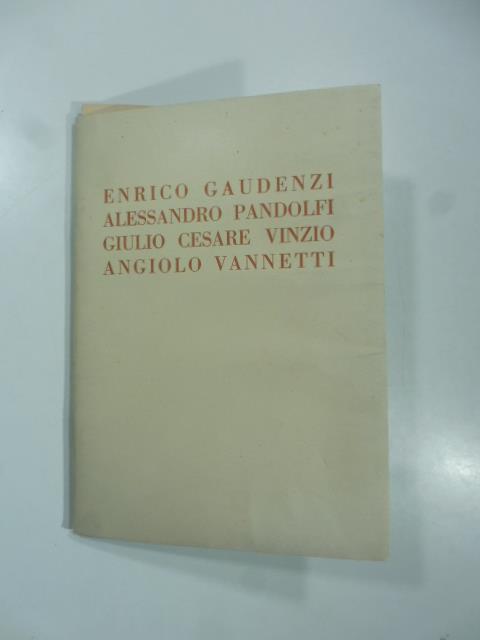 ENRICO GAUDENZI
ALESSANDRO PANDOLFI
GIULIO CESARE VINZIO
ANGIOLO VANNETTI